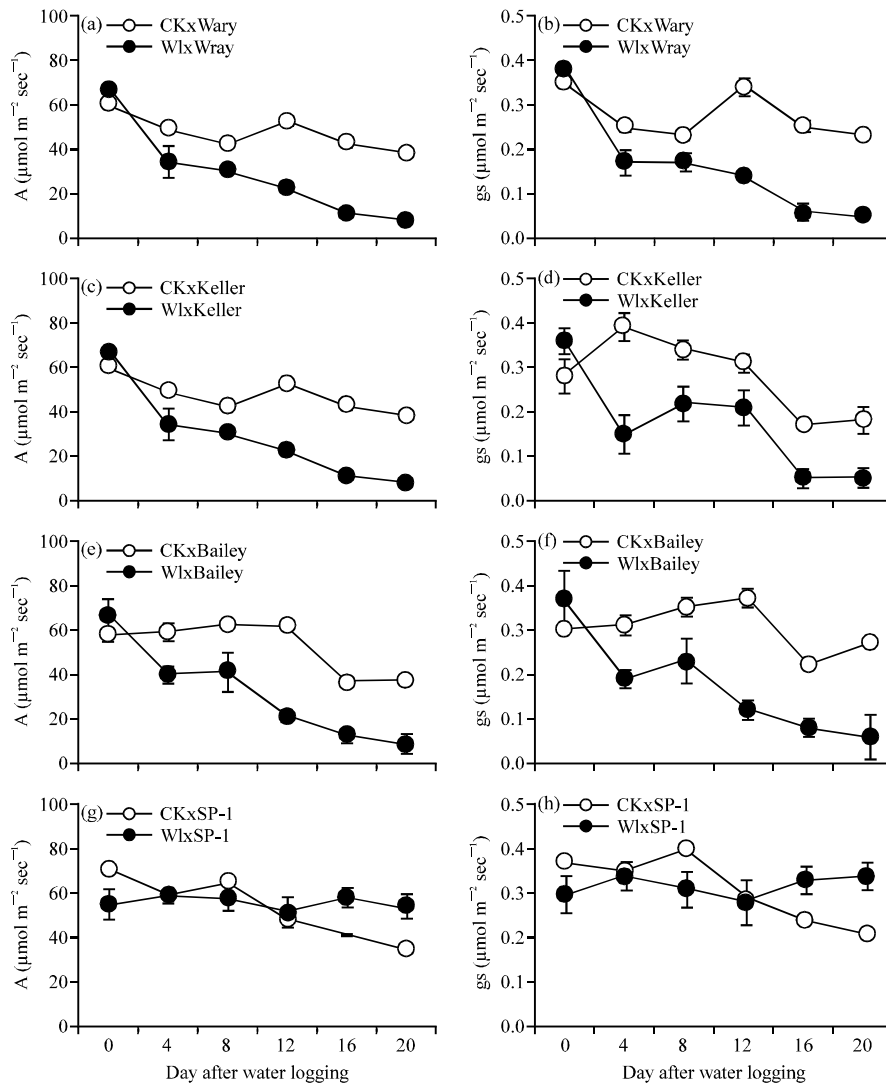 (a) CKxWary
WlxWray
100
80
60
40
20
0
A (µmol m−2 sec−1)
(b) CKxWary
WlxWray
0.5
0.4
0.3
0.2
0.1
0.0
gs (µmol m−2 sec−1)
(c) CKxKeller
WlxKeller
100
80
60
40
20
0
A (µmol m−2 sec−1)
(d) CKxKeller
WlxKeller
0.5
0.4
0.3
0.2
0.1
0.0
gs (µmol m−2 sec−1)
(e) CKxBailey
WlxBailey
100
80
60
40
20
0
A (µmol m−2 sec−1)
(f) CKxBailey
WlxBailey
0.5
0.4
0.3
0.2
0.1
0.0
gs (µmol m−2 sec−1)
(g) CKxSP-1
WlxSP-1
100
80
60
40
20
0
A (µmol m−2 sec−1)
0 4 8 12 16 20
Day after water logging
(h) CKxSP-1
WlxSP-1
0.5
0.4
0.3
0.2
0.1
0.0
gs (µmol m−2 sec−1)
0 4 8 12 16 20
Day after water logging